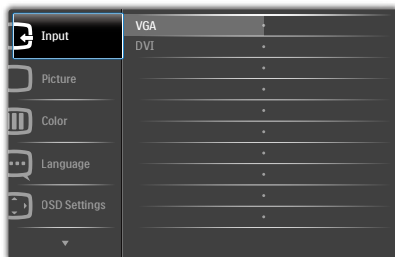 Input
VGA
DVI
Picture
Color
Language
OSD Settings